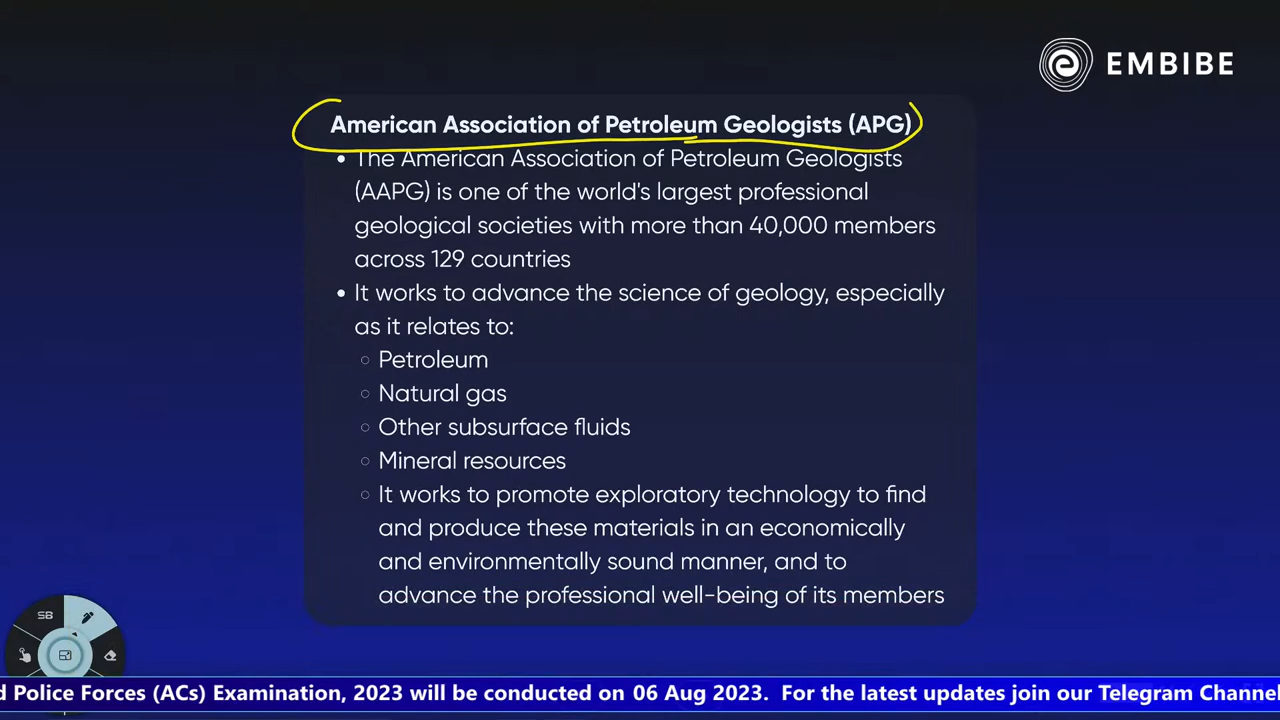 EMBIBE
American Association of Petroleum Geologists (APG)
• The American Association of Petroleum Geologists
(AAPG) is one of the world's largest professional
geological societies with more than 40,000 members
across 129 countries
• It works to advance the science of geology, especially
as it relates to:
○ Petroleum
○ Natural gas
○ Other subsurface fluids
○ Mineral resources
○ It works to promote exploratory technology to find
and produce these materials in an economically
and environmentally sound manner, and to
advance the professional well-being of its members
SB
d Police Forces (ACs) Examination, 2023 will be conducted on 06 Aug 2023. For the latest updates join our Telegram Channel